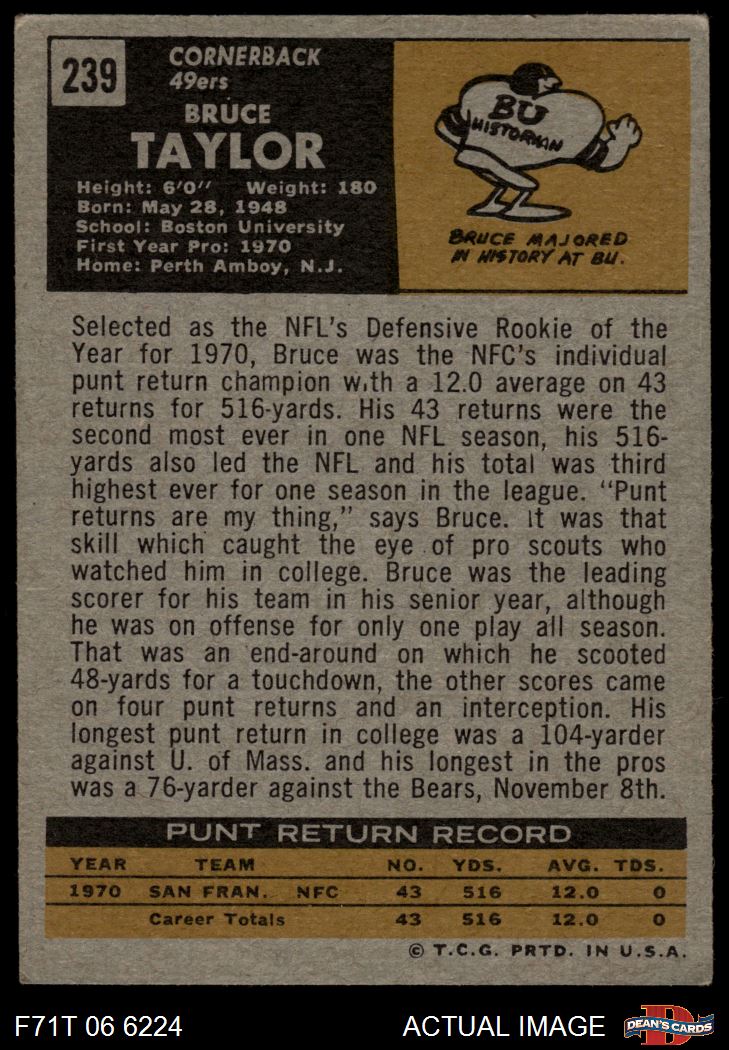 239
CORNERBACK
49ers
BRUCE
TAYLOR
Height: 6'0" Weight: 180
Born: May 28, 1948
School: Boston University
First Year Pro: 1970
Home: Perth Amboy, N.J.
BU
HISTORMAN
BRUCE MAJORED
IN HISTORY AT BU.
Selected as the NFL's Defensive Rookie of the
Year for 1970, Bruce was the NFC's individual
punt return champion w.th a 12.0 average on 43
returns for 516-yards. His 43 returns were the
second most ever in one NFL season, his 516-
yards also led the NFL and his total was third
highest ever for one season in the league. "Punt
returns are my thing," says Bruce. It was that
skill which caught the eye of pro scouts who
watched him in college. Bruce was the leading
scorer for his team in his senior year, although
he was on offense for only one play all season.
That was an end-around on which he scooted
48-yards for a touchdown, the other scores came
on four punt returns and an interception. His
longest punt return in college was a 104-yarder
against U. of Mass. and his longest in the pros
was a 76-yarder against the Bears, November 8th.
PUNT RETURN RECORD
YEAR TEAM NO. YDS. AVG. TDS.
1970 SAN FRAN. NFC 43 516 12.0 0
Career Totals 43 516 12.0 0
© T.C.G. PRTD. IN U.S.A.
F71T 06 6224 ACTUAL IMAGE
D
DEAN'S CARDS